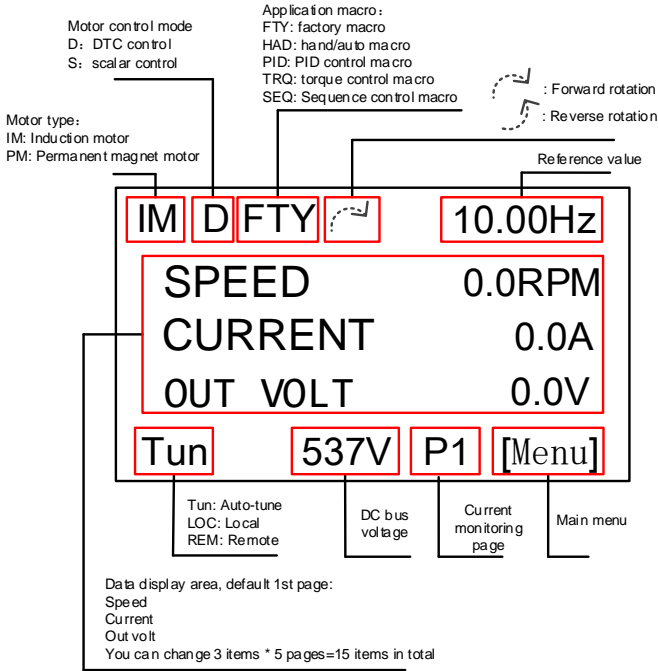 Application macro：
FTY: factory macro
HAD: hand/auto macro
PID: PID control macro
TRQ: torque control macro
SEQ: Sequence control macro
Motor control mode
D：DTC control
S：scalar control
: Forward rotation
: Reverse rotation
Motor type：
IM: Induction motor
PM: Permanent magnet motor
Reference value
IM D FTY 10.00Hz
SPEED 0.0RPM
CURRENT 0.0A
OUT VOLT 0.0V
Tun 537V P1 [Menu]
Tun: Auto-tune
LOC: Local
REM: Remote
DC bus
voltage
Current
monitoring
page
Main menu
Data display area, default 1st page:
Speed
Current
Out volt
You can change 3 items * 5 pages=15 items in total